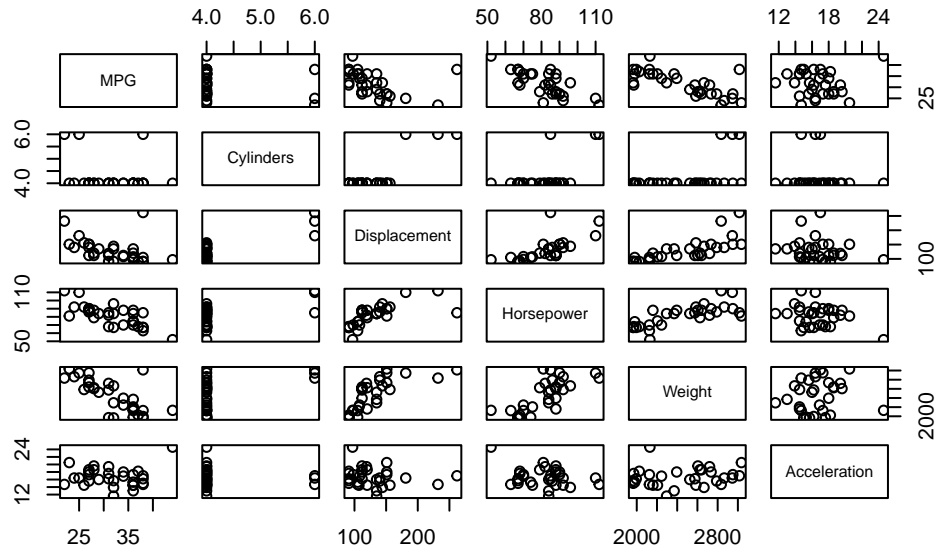 4.0 5.0 6.0 50 80 110 12 18 24
MPG
25
4.0 6.0
Cylinders
Displacement
100
50 110
Horsepower
Weight
2000
12 24
Acceleration
25 35 100 200 2000 2800